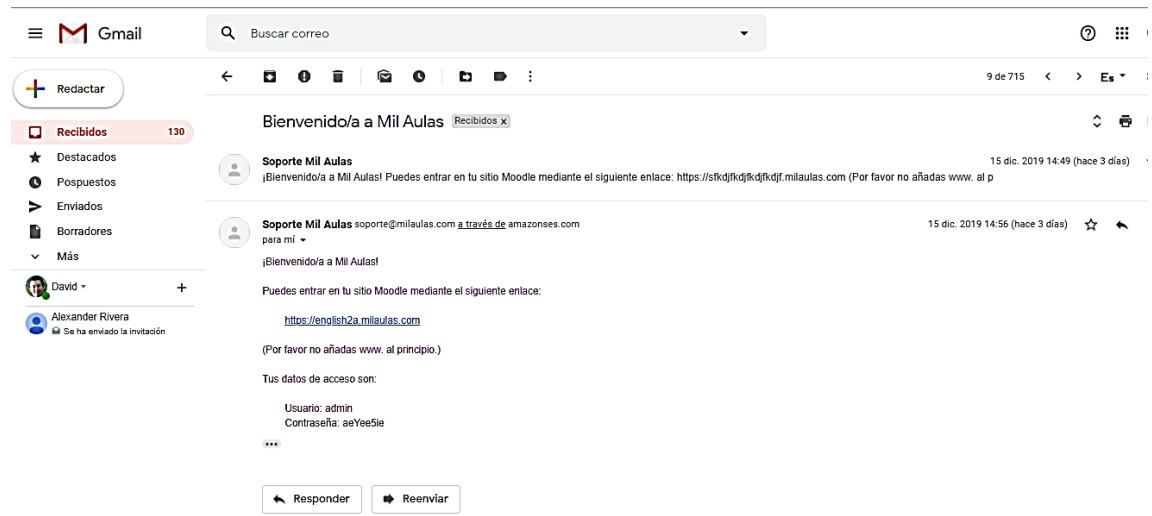 Gmail
Buscar correo
Redactar
9 de 715
Es
Recibidos 130
Destacados
Pospuestos
Enviados
Borradores
Más
David
Alexander Rivera
Se ha enviado la invitación
Bienvenido/a a Mil Aulas Recibidos x
Soporte Mil Aulas 15 dic. 2019 14:49 (hace 3 días)
¡Bienvenido/a a Mil Aulas! Puedes entrar en tu sitio Moodle mediante el siguiente enlace: https://sfkdjfkdjfkdjfkdjf.milaulas.com (Por favor no añadas www. al p
Soporte Mil Aulas soporte@milaulas.com a través de amazonses.com 15 dic. 2019 14:56 (hace 3 días)
para mí
¡Bienvenido/a a Mil Aulas!
Puedes entrar en tu sitio Moodle mediante el siguiente enlace:
https://english2a.milaulas.com
(Por favor no añadas www. al principio.)
Tus datos de acceso son:
Usuario: admin
Contraseña: aeYee5ie
Responder
Reenviar